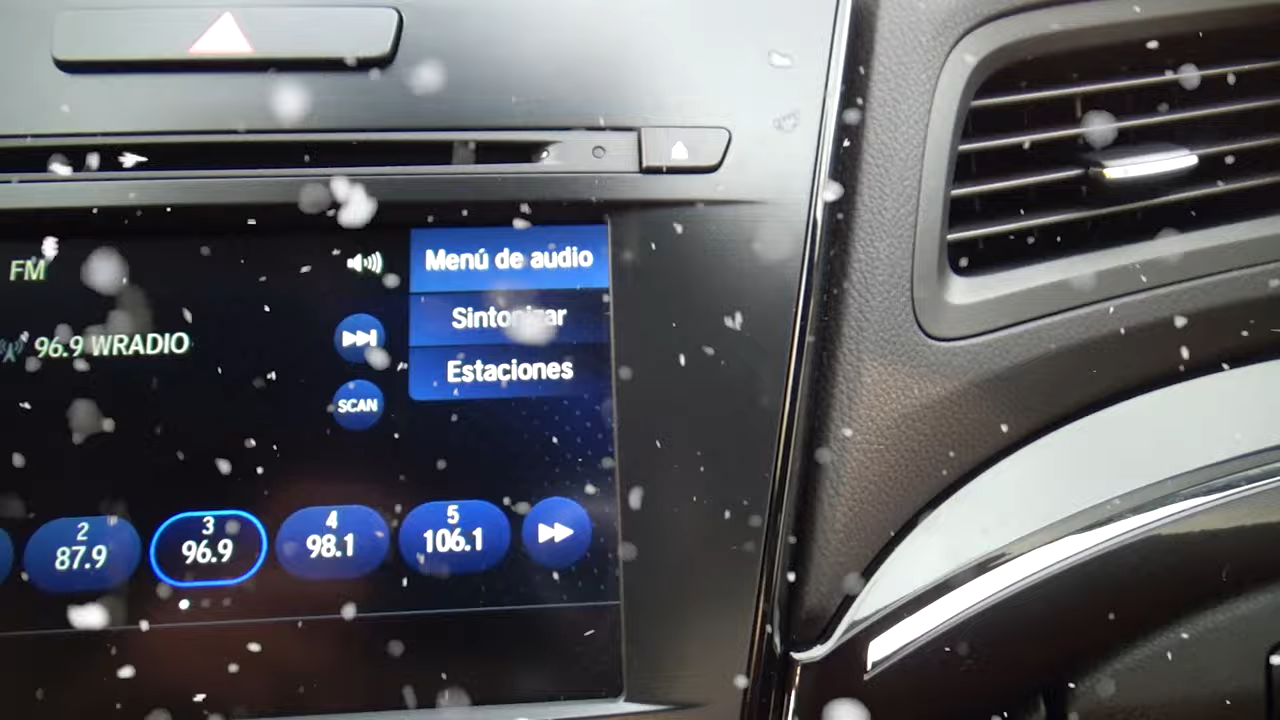 FM
Menú de audio
96.9 WRADIO
Sintonizar
Estaciones
SCAN
2
87.9
3
96.9
4
98.1
5
106.1